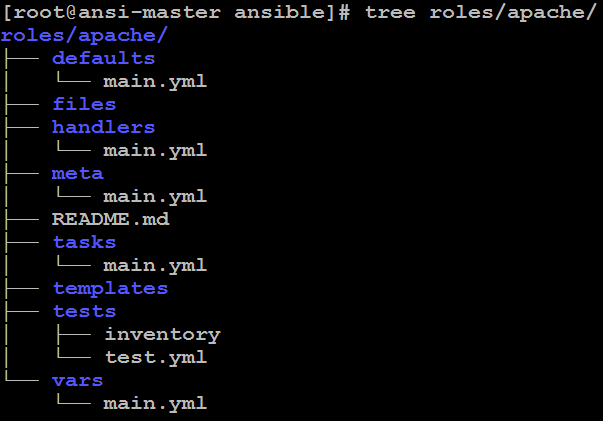 [root@ansi-master ansible]# tree roles/apache/
roles/apache/
├── defaults
│   └── main.yml
├── files
├── handlers
│   └── main.yml
├── meta
│   └── main.yml
├── README.md
├── tasks
│   └── main.yml
├── templates
├── tests
│   ├── inventory
│   └── test.yml
└── vars
    └── main.yml